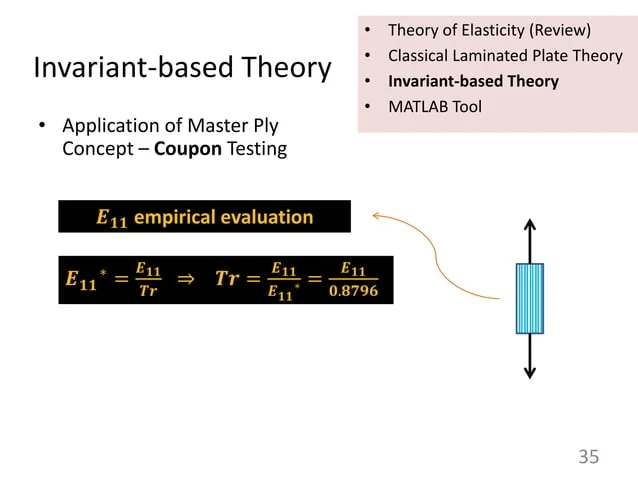 Invariant-based Theory
• Theory of Elasticity (Review)
• Classical Laminated Plate Theory
• Invariant-based Theory
• MATLAB Tool
• Application of Master Ply
Concept – Coupon Testing
E₁₁ empirical evaluation
E₁₁* = E₁₁/Tr ⇒ Tr = E₁₁/E₁₁* = E₁₁/0.8796
35